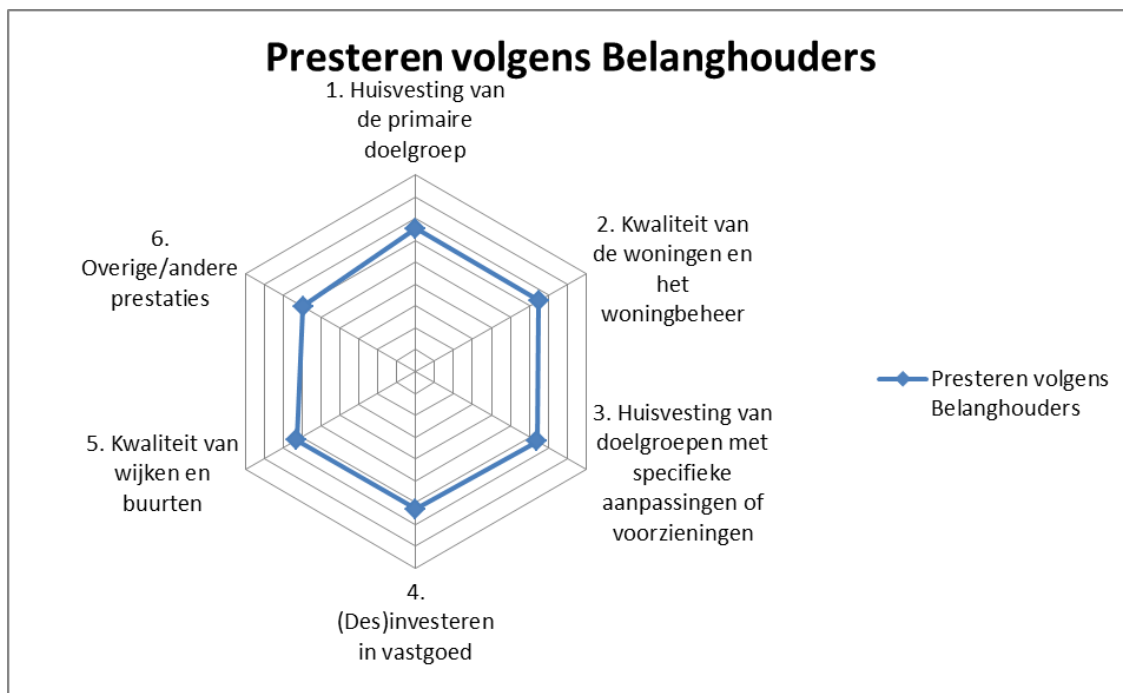 Presteren volgens Belanghouders
1. Huisvesting van
de primaire
doelgroep
2. Kwaliteit van
de woningen en
het
woningbeheer
3. Huisvesting van
doelgroepen met
specifieke
aanpassingen of
voorzieningen
4.
(Des)investeren
in vastgoed
5. Kwaliteit van
wijken en
buurten
6.
Overige/andere
prestaties
Presteren volgens
Belanghouders